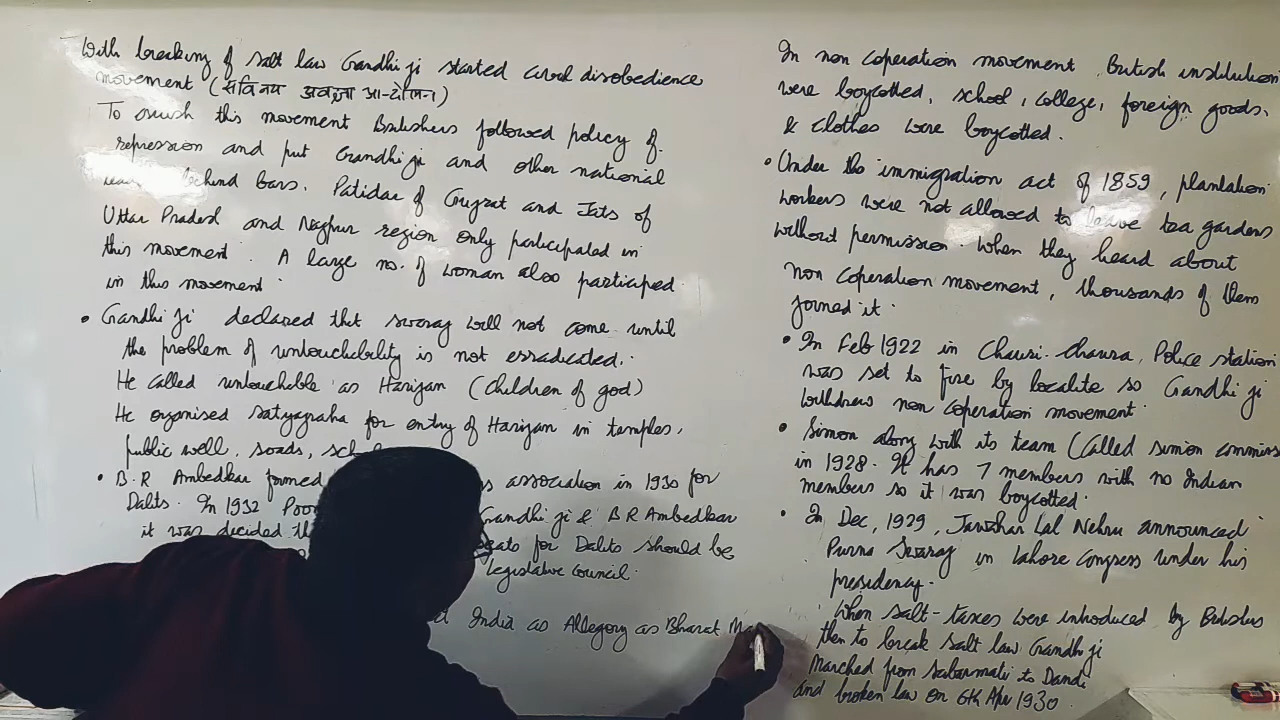 With breaking of salt law Gandhi ji started civil disobedience
movement (सविनय अवज्ञा आन्दोलन)
To crush this movement Britishers followed policy of
repression and put Gandhi ji and other national
behind bars. Patidar of Gujrat and Jats of
Uttar Pradesh and Nagpur region only participated in
this movement. A large no. of woman also participed
in this movement
• Gandhi Ji declared tht swaraj will not come until
the problem of untouchebility is not erradicated.
He called untouchable as Harijan (children of god)
He organised satyagraha for entry of Harijan in temples,
public well, roads,
• B.R Ambedkar formed association in 1930 for
Dalits. In 1932 Poon Gandhi ji & B R Ambedkar
it was decided for Dalits should be
legislative council.
India as Allegory as Bharat Ma
In non coperation movement, British institution
were boycotted, school, college, foreign goods,
& clothes were boycotted.
• Under the immigration act of 1859, plantation
workers were not allowed to leave tea gardens
without permission. When they heard about
non coperation movement, thousands of them
joined it.
• In Feb 1922 in Chauri-Chaura, Police station
was set to fire by localite so Gandhi ji
withdrew non coperation movement.
• Simon along with its team (called simon commiss
in 1928. It has 7 members with no Indian
members so it was boycotted.
• In Dec, 1929, Jawahar Lal Nehru announced
Purna Swaraj in Lahore Congress under his
presidency.
When salt-taxes were introduced by British
then to break salt law Gandhi ji
Marched from Sabarmati to Dandi
and broken law on 6th Apr 1930.